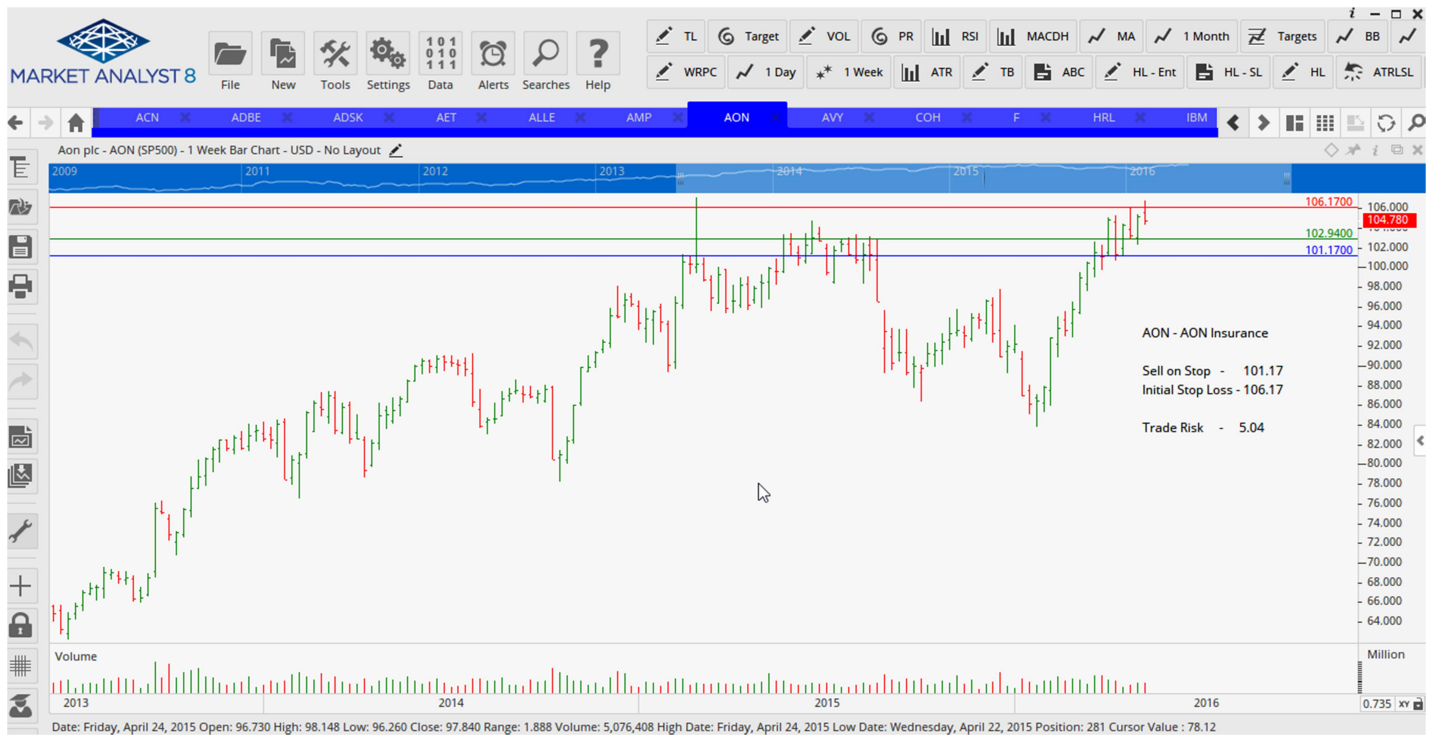 MARKET ANALYST 8
File New Tools Settings Data Alerts Searches Help
101
010
111
TL Target VOL PR RSI MACDH MA 1 Month Targets BB
WRPC 1 Day 1 Week ATR TB ABC HL - Ent HL - SL HL ATRLSL
ACN ADBE ADSK AET ALLE AMP AON AVY COH F HRL IBM
Aon plc - AON (SP500) - 1 Week Bar Chart - USD - No Layout
2009 2011 2012 2013 2014 2015 2016
106.1700
106.000
104.780
102.9400
102.000
101.1700
100.000
98.000
96.000
94.000
AON - AON Insurance
92.000
90.000
Sell on Stop - 101.17
88.000
Initial Stop Loss - 106.17
86.000
84.000
Trade Risk - 5.04
82.000
80.000
78.000
76.000
74.000
72.000
70.000
68.000
66.000
64.000
Volume
Million
2013 2014 2015 2016
0.735 XY
Date: Friday, April 24, 2015 Open: 96.730 High: 98.148 Low: 96.260 Close: 97.840 Range: 1.888 Volume: 5,076,408 High Date: Friday, April 24, 2015 Low Date: Wednesday, April 22, 2015 Position: 281 Cursor Value : 78.12